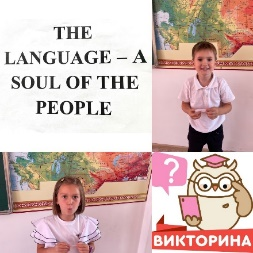 THE
LANGUAGE – A
SOUL OF THE
PEOPLE
?
ВИКТОРИНА